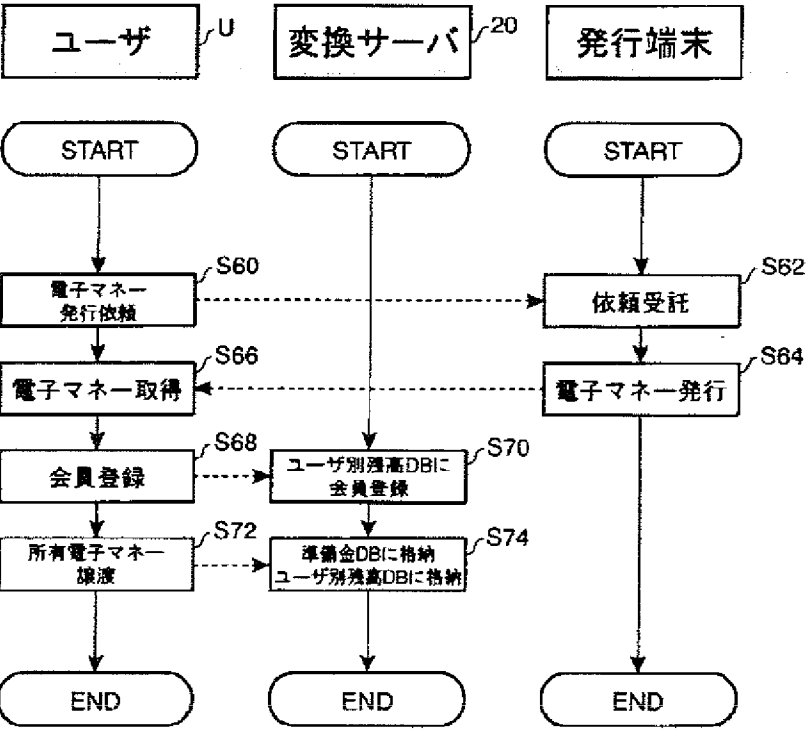 ユーザ U 変換サーバ 20 発行端末
START START START
S60 S62
電子マネー
発行依頼
依頼受託
S66 S64
電子マネー取得 電子マネー発行
S68 S70
会員登録
ユーザ別残高DBに
会員登録
S72 S74
所有電子マネー
譲渡
準備金DBに格納
ユーザ別残高DBに格納
END END END